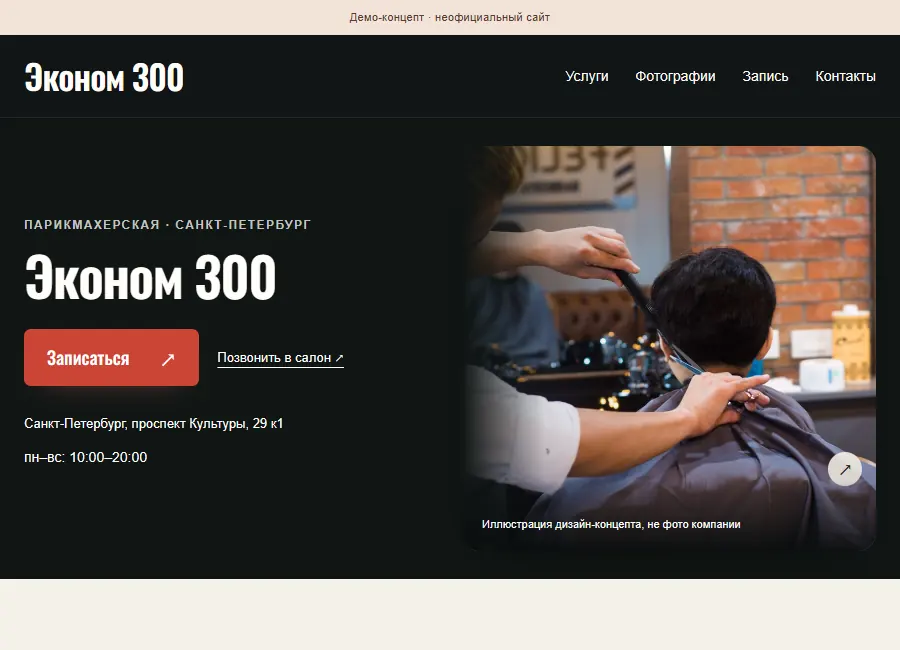 Демо-концепт · неофициальный сайт
Эконом 300
Услуги Фотографии Запись Контакты
ПАРИКМАХЕРСКАЯ · САНКТ-ПЕТЕРБУРГ
Эконом 300
Записаться ↗
Позвонить в салон ↗
Санкт-Петербург, проспект Культуры, 29 к1
пн–вс: 10:00–20:00
↗
Иллюстрация дизайн-концепта, не фото компании